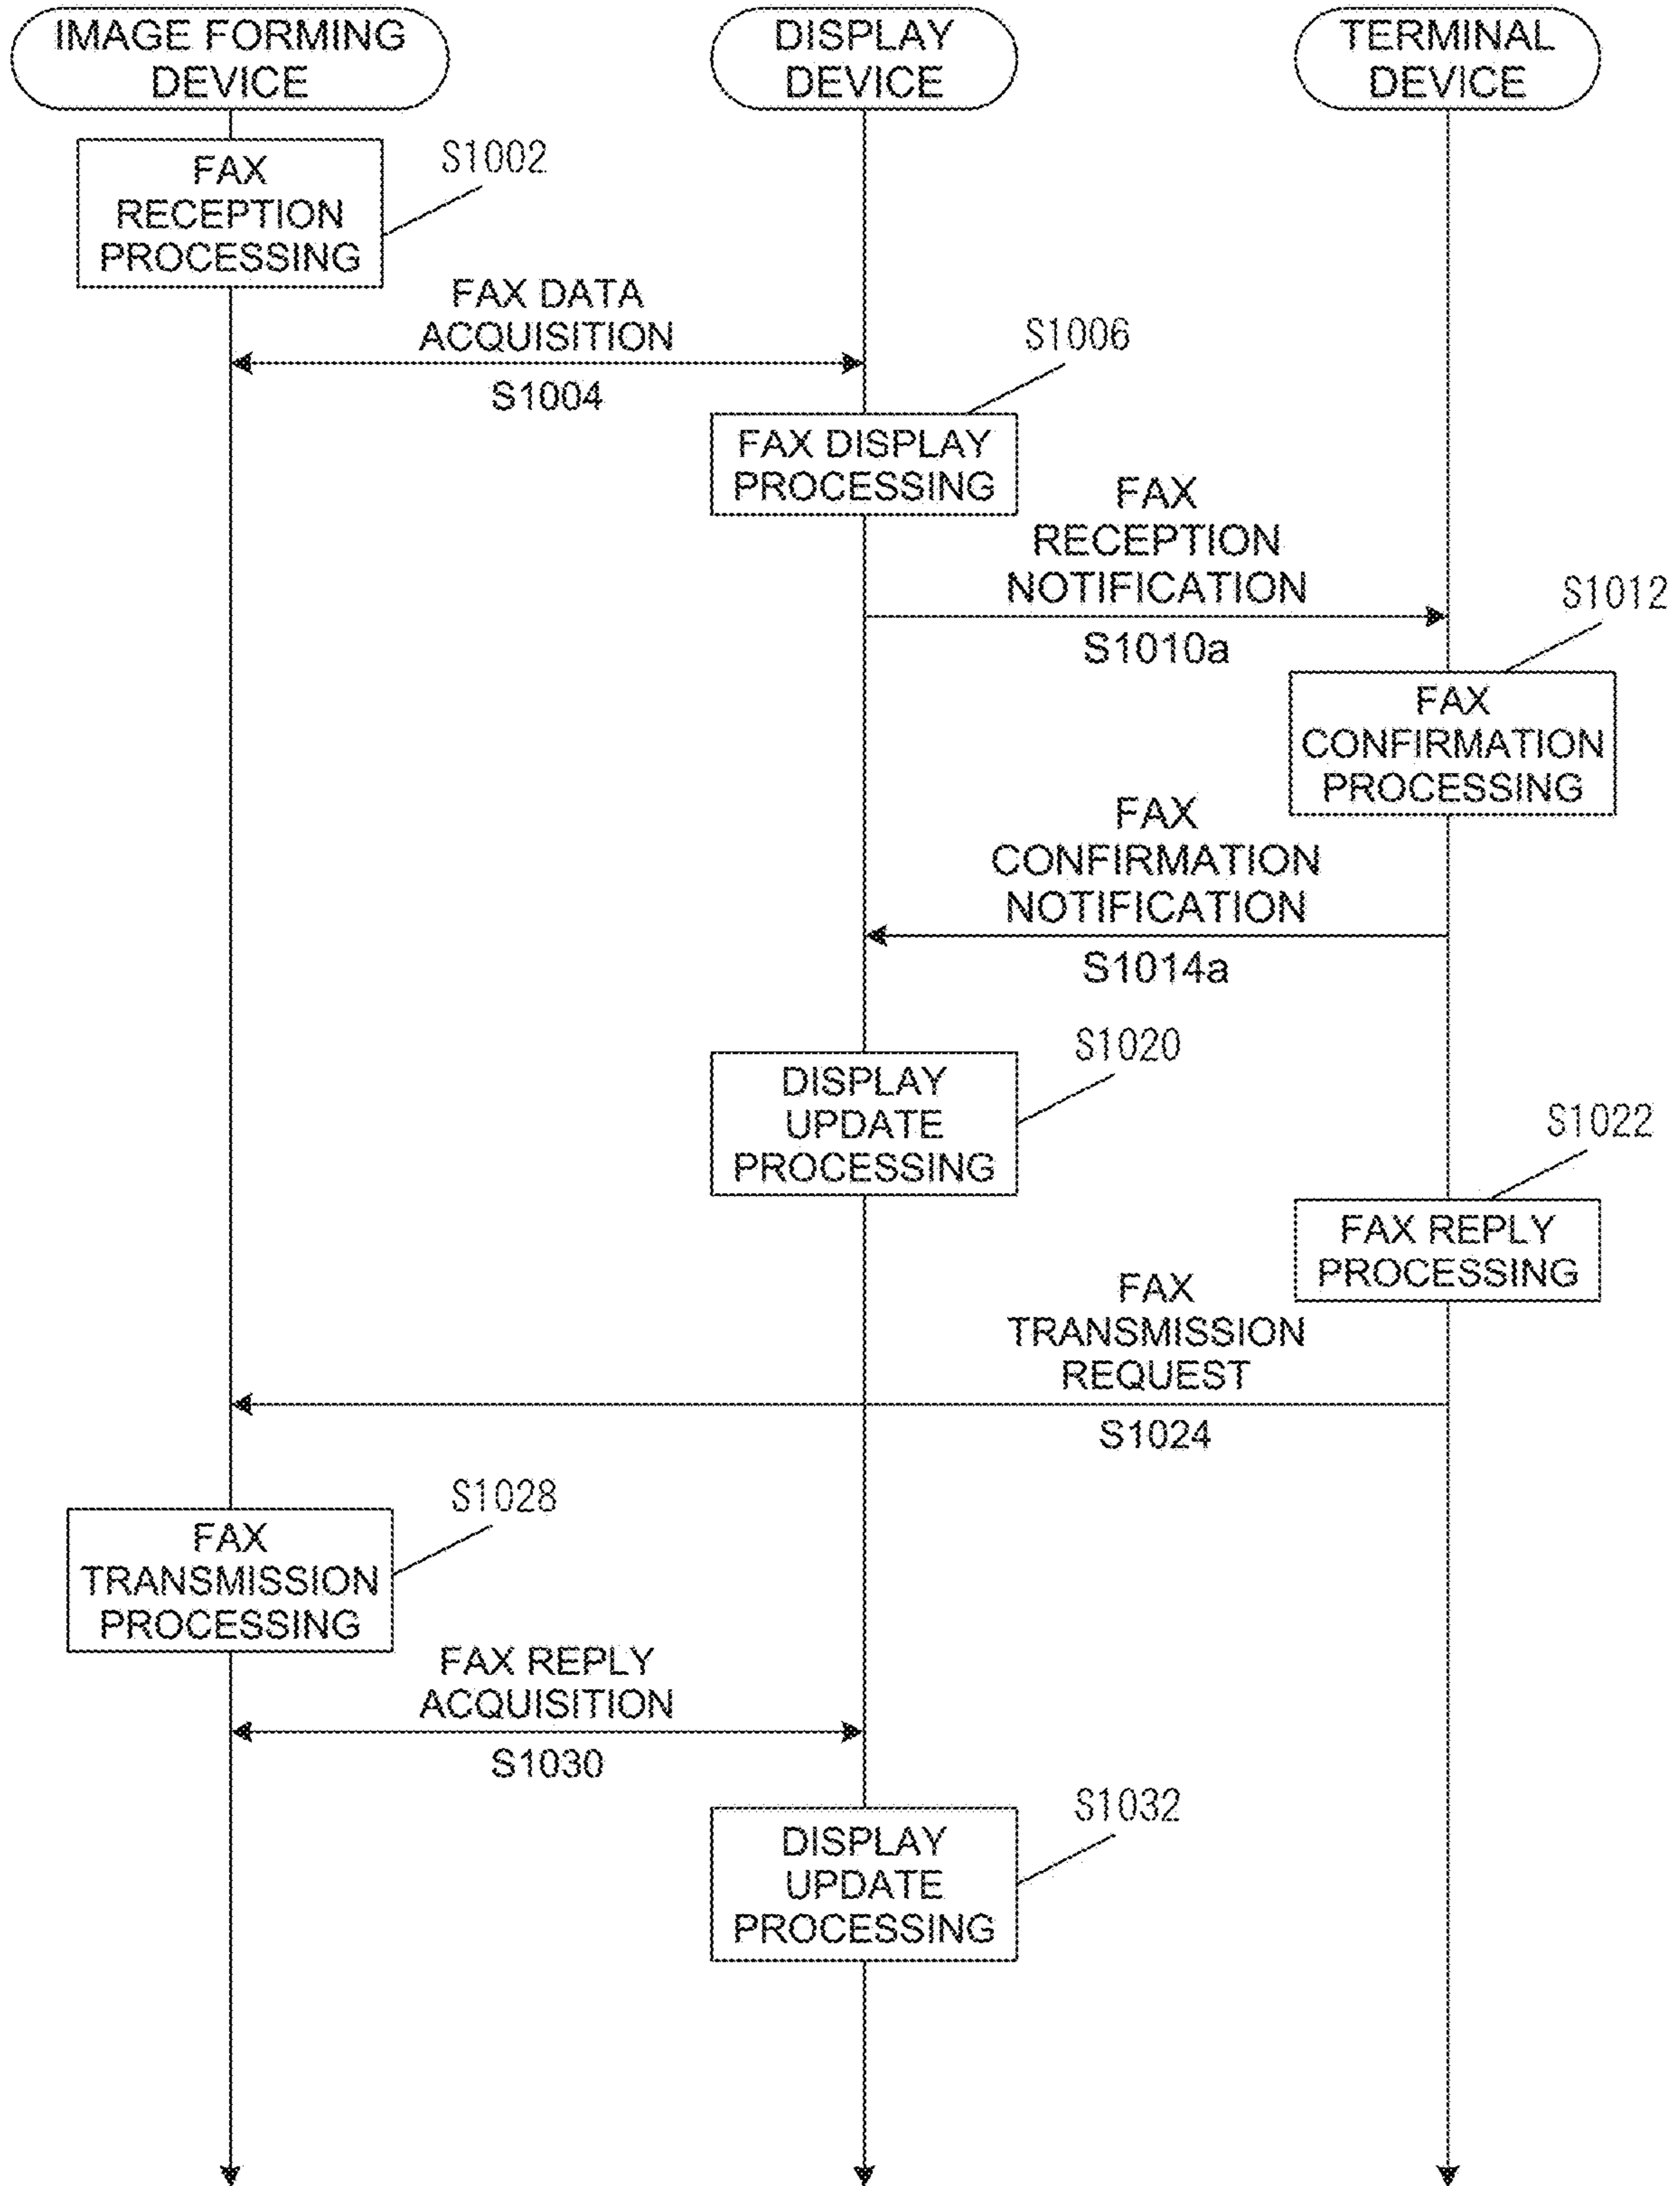 IMAGE FORMING
DEVICE
DISPLAY
DEVICE
TERMINAL
DEVICE
FAX
RECEPTION
PROCESSING
S1002
FAX DATA
ACQUISITION
S1004
S1006
FAX DISPLAY
PROCESSING
FAX
RECEPTION
NOTIFICATION
S1010a
S1012
FAX
CONFIRMATION
PROCESSING
FAX
CONFIRMATION
NOTIFICATION
S1014a
S1020
DISPLAY
UPDATE
PROCESSING
S1022
FAX REPLY
PROCESSING
FAX
TRANSMISSION
REQUEST
S1024
S1028
FAX
TRANSMISSION
PROCESSING
FAX REPLY
ACQUISITION
S1030
S1032
DISPLAY
UPDATE
PROCESSING